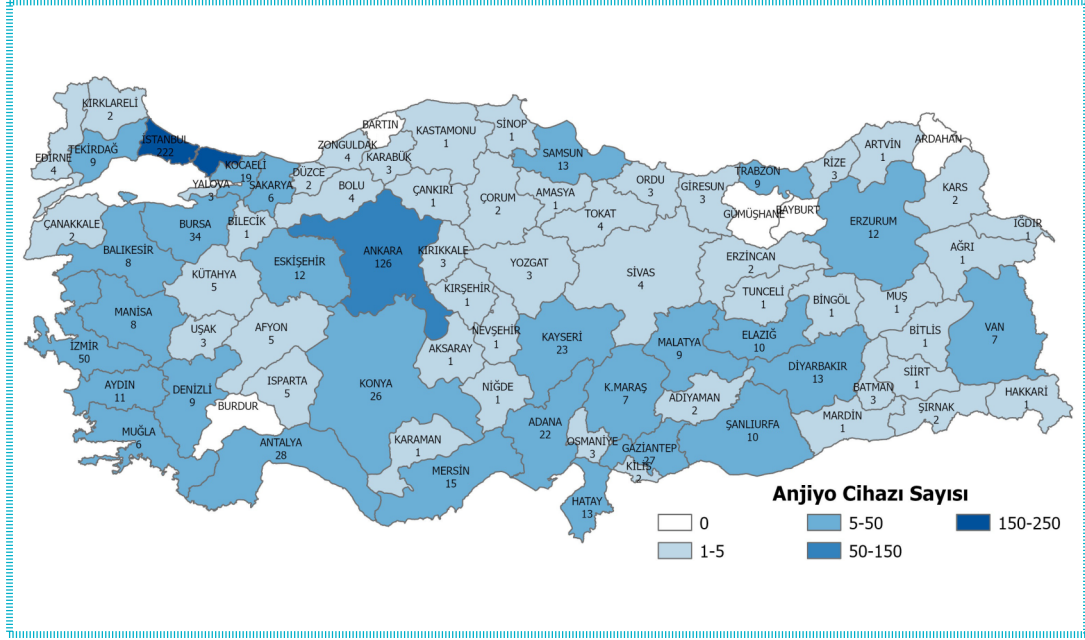 KIRKLARELİ
2
EDİRNE
4
TEKİRDAĞ
9
İSTANBUL
222
KOCAELİ
19
YALOVA
3
SAKARYA
6
DÜZCE
2
ZONGULDAK
4
BARTIN
KARABÜK
3
KASTAMONU
1
SİNOP
1
SAMSUN
13
BOLU
4
ÇANKIRI
1
ÇORUM
2
AMASYA
1
TOKAT
4
ORDU
3
GİRESUN
3
TRABZON
9
GÜMÜŞHANE
BAYBURT
RİZE
3
ARTVİN
1
ARDAHAN
KARS
2
IĞDIR
1
AĞRI
1
ERZURUM
12
ERZİNCAN
2
ÇANAKKALE
2
BALIKESİR
8
BURSA
34
BİLECİK
1
ESKİŞEHİR
12
KÜTAHYA
5
ANKARA
126
KIRIKKALE
3
KIRŞEHİR
1
YOZGAT
3
SİVAS
4
TUNCELİ
1
BİNGÖL
1
MUŞ
1
BİTLİS
1
VAN
7
MANİSA
8
İZMİR
50
UŞAK
3
AFYON
5
AYDIN
11
DENİZLİ
9
ISPARTA
5
BURDUR
MUĞLA
6
ANTALYA
28
KONYA
26
AKSARAY
1
NEVŞEHİR
1
NİĞDE
1
KAYSERİ
23
KARAMAN
1
MERSİN
15
ADANA
22
OSMANİYE
3
HATAY
13
K.MARAŞ
7
MALATYA
9
ELAZIĞ
10
ADIYAMAN
2
GAZİANTEP
27
KİLİS
2
ŞANLIURFA
10
DİYARBAKIR
13
BATMAN
3
MARDİN
1
SİİRT
1
ŞIRNAK
2
HAKKARİ
1
Anjiyo Cihazı Sayısı
0
1-5
5-50
50-150
150-250